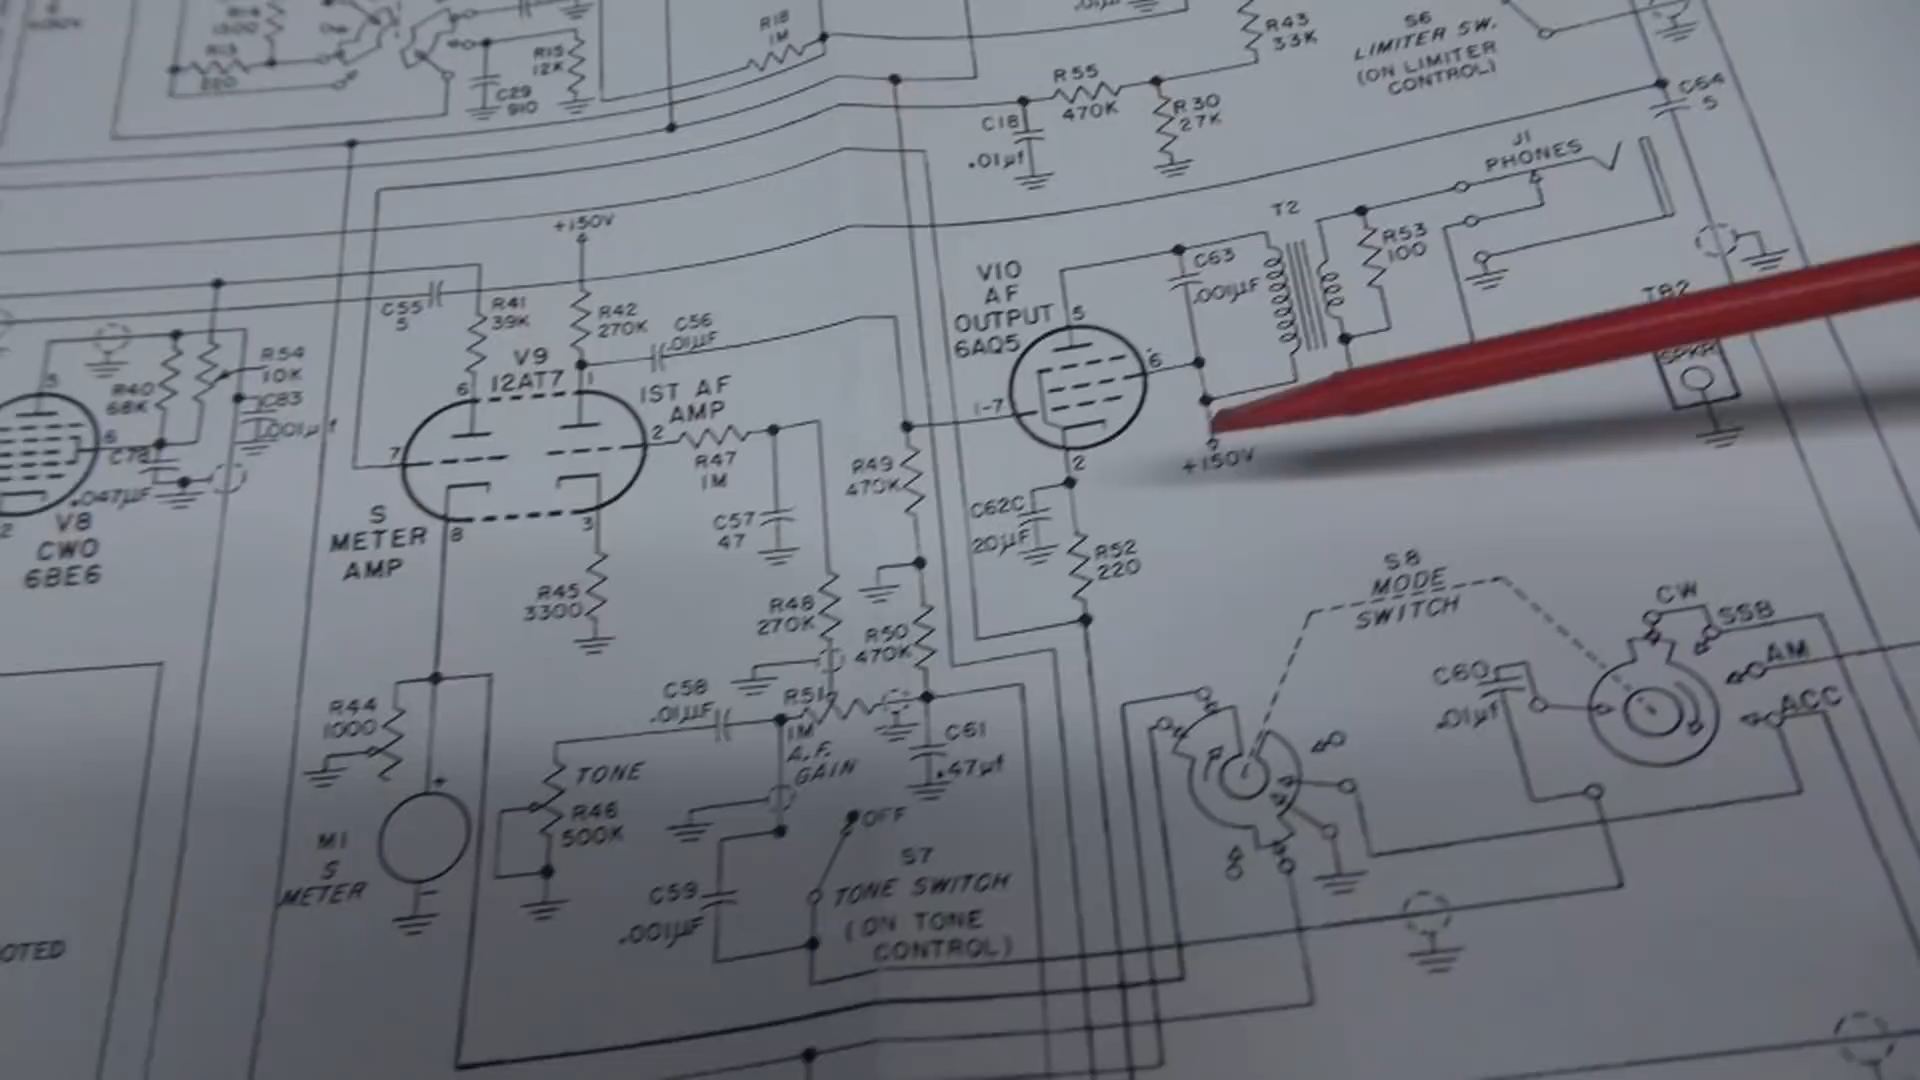 R18
1M
R43
33K
S6
LIMITER SW.
(ON LIMITER
CONTROL)
R15
12K
C29
910
R55
470K
C18
.01µf
R30
27K
C64
5
J1
PHONES
+150V
T2
C55
5
R41
39K
R42
270K
C56
.01µF
V10
AF
OUTPUT
6AQ5
5
C63
.001µF
R53
100
TB2
SPKR
5
R40
68K
R54
10K
C83
.001µf
6
V9
12AT7
6
1
1ST AF
AMP
7
2
R47
1M
6
1-7
2
+150V
C78
.047µF
2
V8
CWO
6BE6
S
METER
AMP
8
3
C57
47
R49
470K
C62C
20µF
R52
220
R45
3300
R48
270K
R50
470K
S8
MODE
SWITCH
CW
SSB
AM
ACC
C60
.01µf
R44
1000
C58
.01µF
R51
1M
A.F.
GAIN
C61
.47µf
TONE
R46
500K
+
M1
S
METER
-
OFF
S7
TONE SWITCH
(ON TONE
CONTROL)
C59
.001µF
OTED